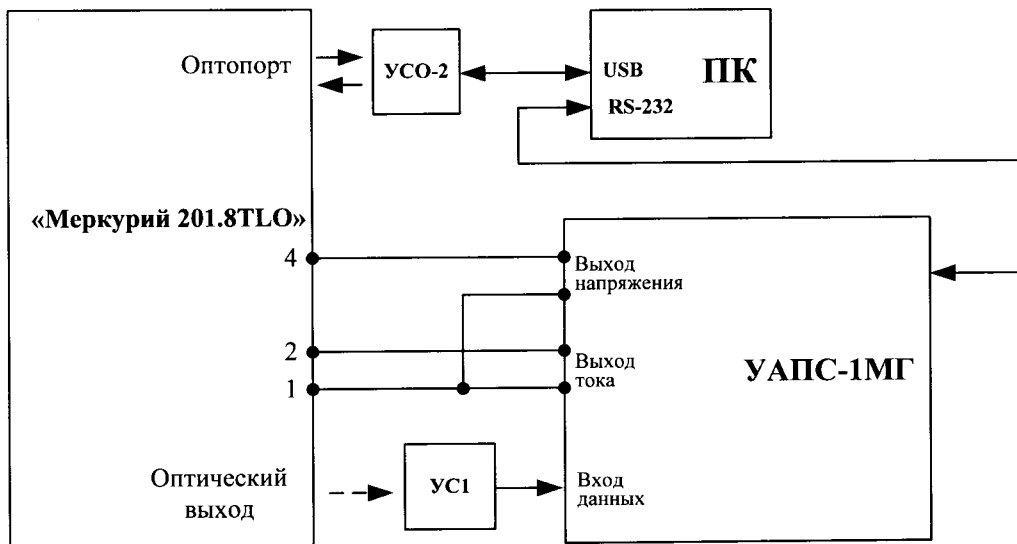 Оптопорт
УСО-2
USB
ПК
RS-232
«Меркурий 201.8TLO»
4
Выход
напряжения
2
Выход
тока
1
УАПС-1МГ
Оптический
выход
УС1
Вход
данных